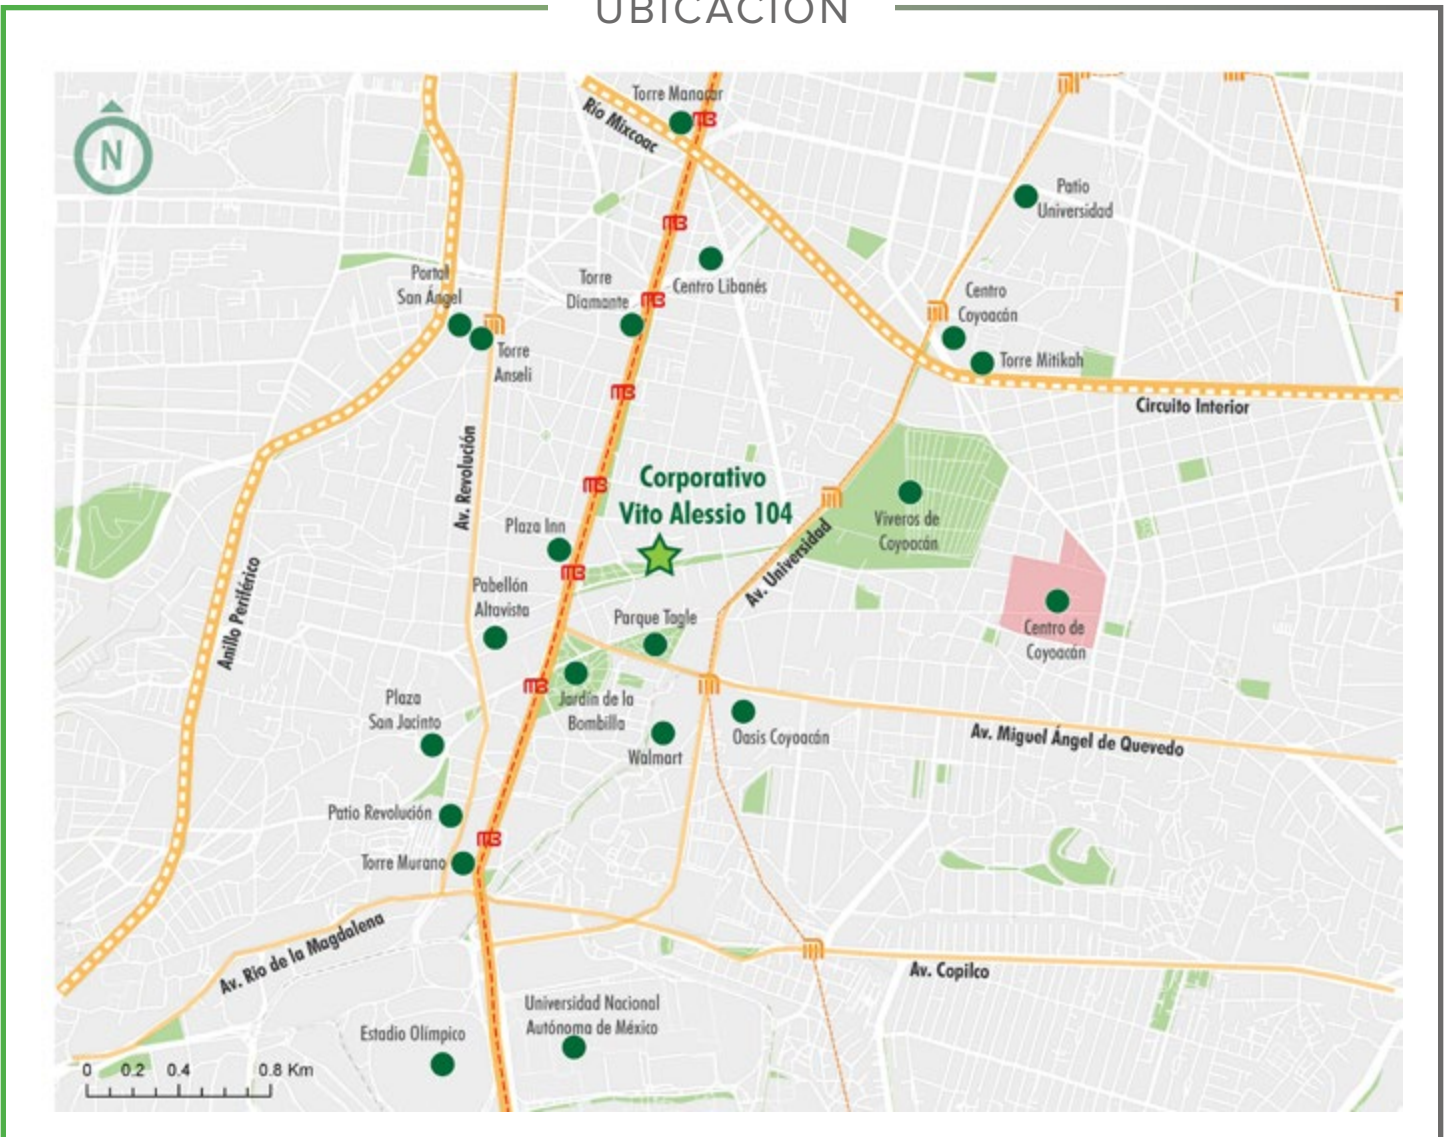 UBICACIÓN
Torre Manacar
Río Mixcoac
N
Patio
Universidad
Portal
San Ángel
Torre
Diamante
Centro Libanés
Centro
Coyoacán
Torre
Anseli
Torre Mitikah
Circuito Interior
Av. Revolución
Corporativo
Vito Alessio 104
Plaza Inn
Viveros de
Coyoacán
Av. Universidad
Anillo Periférico
Pabellón
Altavista
Parque Tagle
Centro de
Coyoacán
Plaza
San Jacinto
Jardín de la
Bombilla
Walmart
Oasis Coyoacán
Av. Miguel Ángel de Quevedo
Patio Revolución
Torre Murano
Av. Río de la Magdalena
Av. Copilco
Universidad Nacional
Autónoma de México
Estadio Olímpico
0 0.2 0.4 0.8 Km